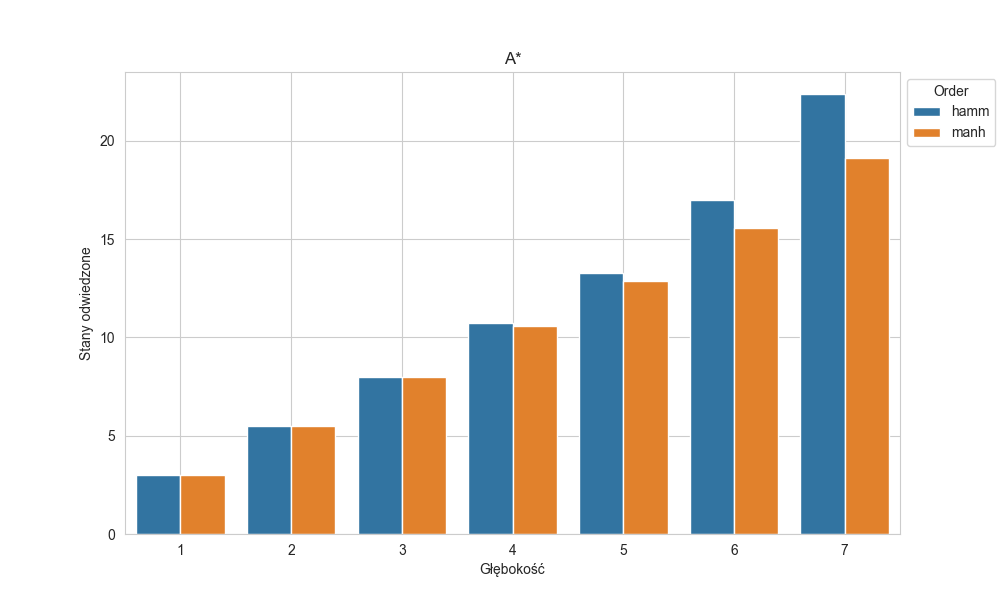 A*
Order
hamm
manh
20
15
10
5
0
Stany odwiedzone
1 2 3 4 5 6 7
Głębokość